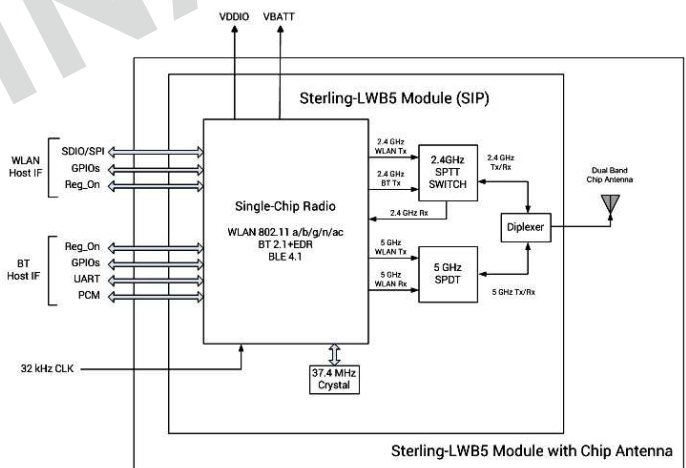 VDDIO
VBATT
Sterling-LWB5 Module (SIP)
WLAN
Host IF
SDIO/SPI
GPIOs
Reg_On
BT
Host IF
Reg_On
GPIOs
UART
PCM
32 kHz CLK
Single-Chip Radio
WLAN 802.11 a/b/g/n/ac
BT 2.1+EDR
BLE 4.1
37.4 MHz
Crystal
2.4 GHz
WLAN Tx
2.4 GHz
BT Tx
2.4 GHz Rx
5 GHz
WLAN Tx
5 GHz
WLAN Rx
2.4GHz
SPTT
SWITCH
5 GHz
SPDT
2.4 GHz
Tx/Rx
5 GHz Tx/Rx
Diplexer
Dual Band
Chip Antenna
Sterling-LWB5 Module with Chip Antenna